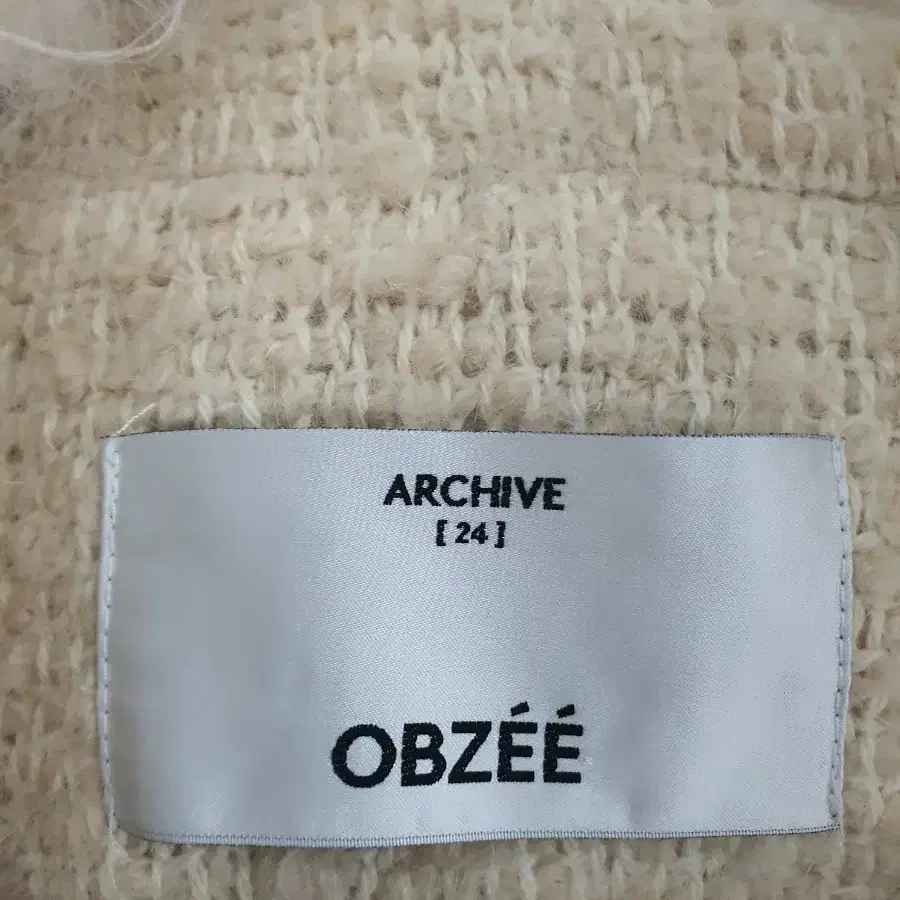 ARCHIVE
[ 24 ]
OBZÉÉ